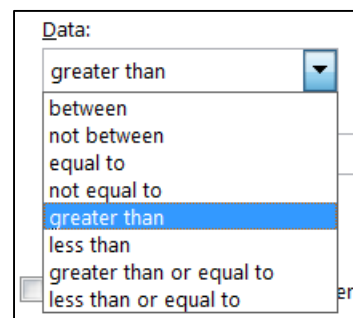 Data:
greater than
between
not between
equal to
not equal to
greater than
less than
greater than or equal to
less than or equal to
er